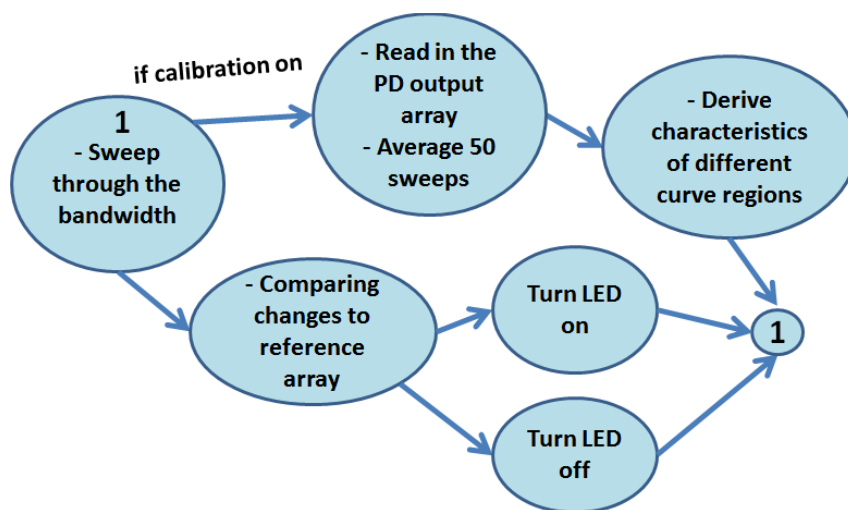 if calibration on
1
- Sweep
through the
bandwidth
- Read in the
PD output
array
- Average 50
sweeps
- Derive
characteristics
of different
curve regions
- Comparing
changes to
reference
array
Turn LED
on
Turn LED
off
1